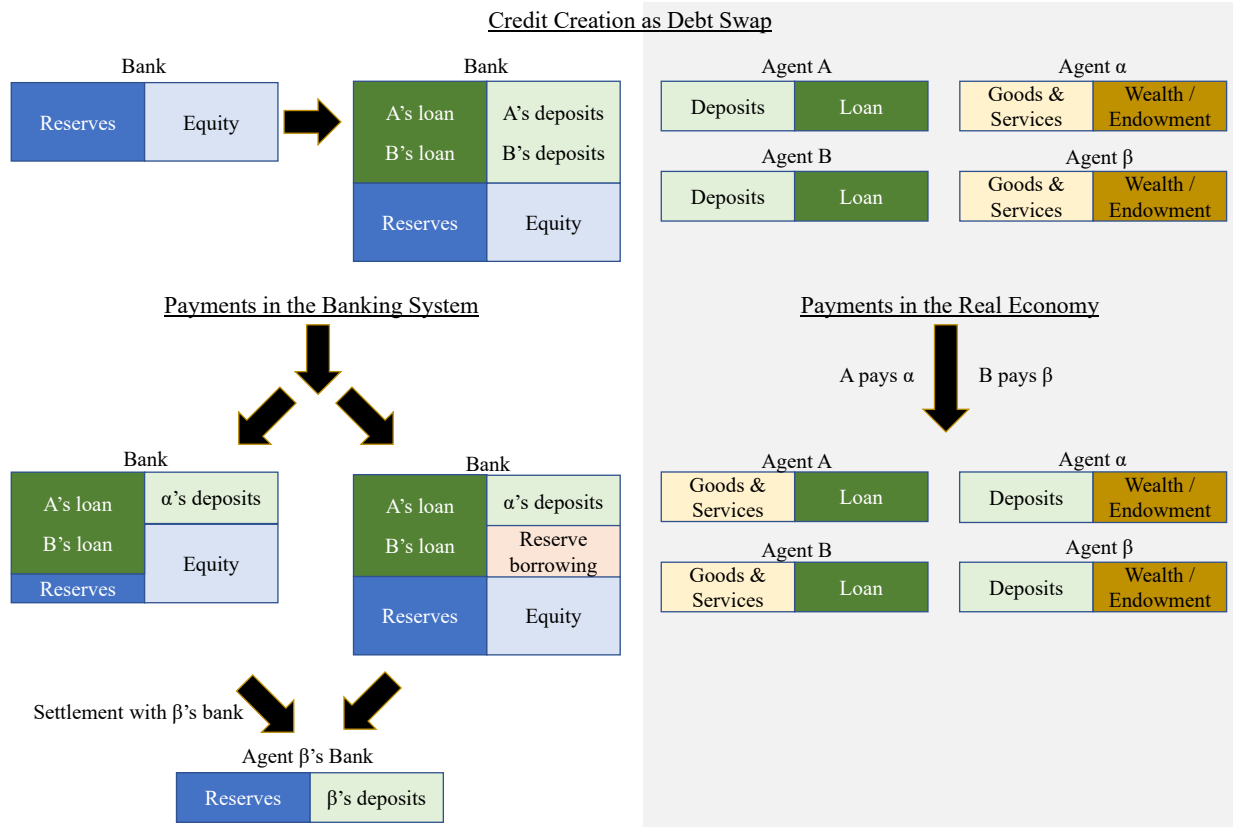 Credit Creation as Debt Swap
Bank
Reserves
Equity
Bank
A's loan
B's loan
A's deposits
B's deposits
Reserves
Equity
Agent A
Deposits
Loan
Agent α
Goods &
Services
Wealth /
Endowment
Agent B
Deposits
Loan
Agent β
Goods &
Services
Wealth /
Endowment
Payments in the Banking System
Payments in the Real Economy
A pays α
B pays β
Bank
A's loan
B's loan
Reserves
α's deposits
Equity
Bank
A's loan
B's loan
Reserves
α's deposits
Reserve
borrowing
Equity
Agent A
Goods &
Services
Loan
Agent α
Deposits
Wealth /
Endowment
Agent B
Goods &
Services
Loan
Agent β
Deposits
Wealth /
Endowment
Settlement with β's bank
Agent β's Bank
Reserves
β's deposits